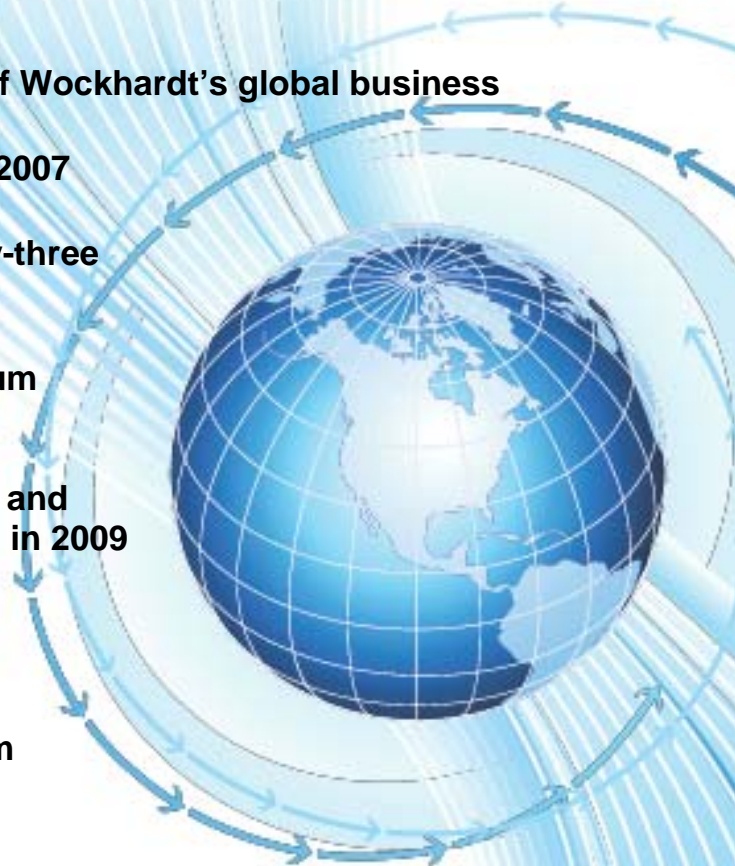 f Wockhardt’s global business
2007
y-three
um
and
in 2009
m